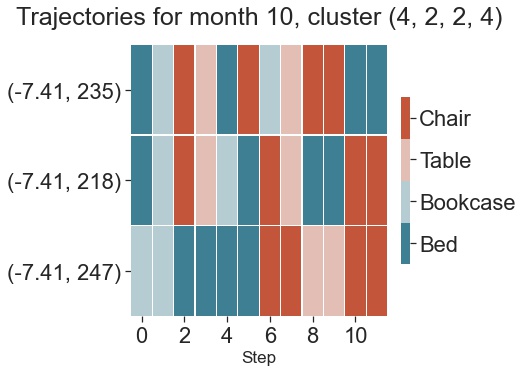 Trajectories for month 10, cluster (4, 2, 2, 4)
(-7.41, 235)
(-7.41, 218)
(-7.41, 247)
0 2 4 6 8 10
Step
Chair
Table
Bookcase
Bed